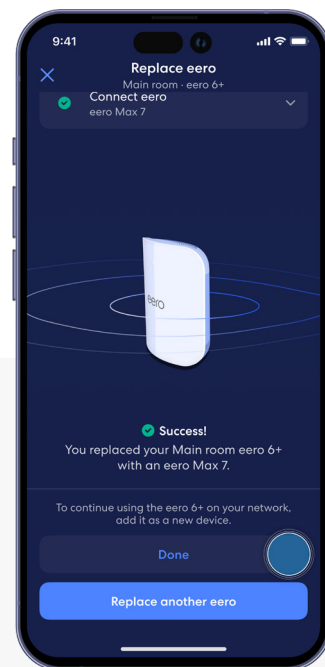 9:41
Replace eero
Main room · eero 6+
Connect eero
eero Max 7
eero
Success!
You replaced your Main room eero 6+
with an eero Max 7.
To continue using the eero 6+ on your network,
add it as a new device.
Done
Replace another eero